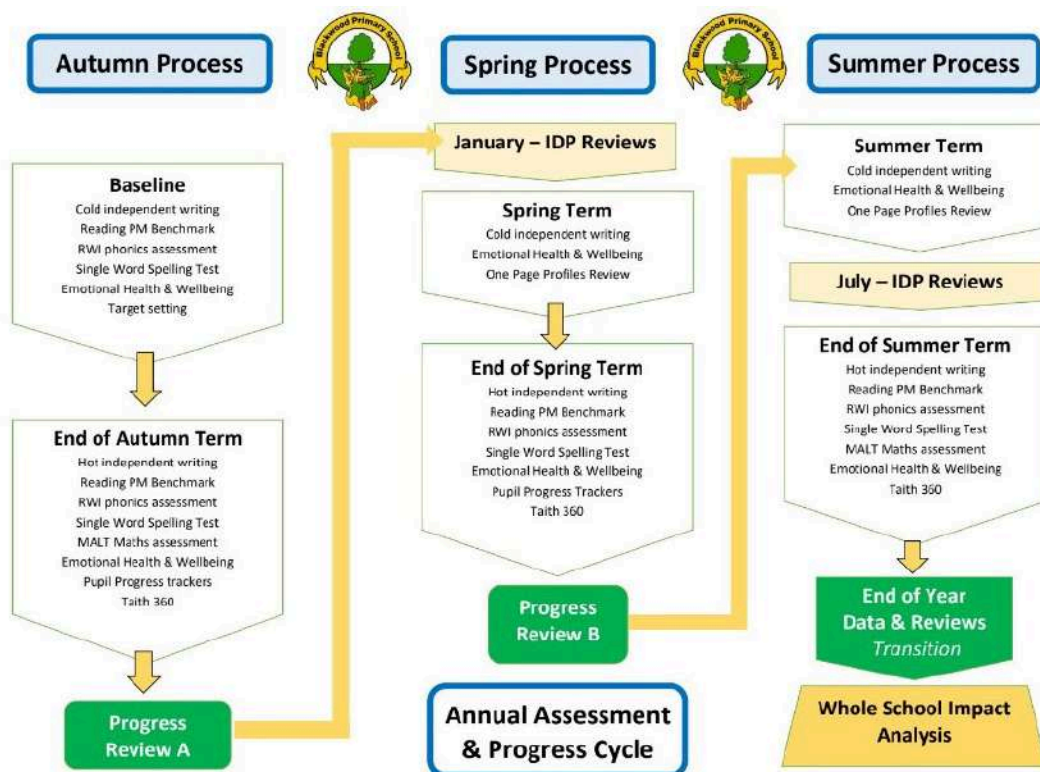 Autumn Process
Blackwood Primary School
Baseline
Cold independent writing
Reading PM Benchmark
RWI phonics assessment
Single Word Spelling Test
Emotional Health & Wellbeing
Target setting
End of Autumn Term
Hot independent writing
Reading PM Benchmark
RWI phonics assessment
Single Word Spelling Test
MALT Maths assessment
Emotional Health & Wellbeing
Pupil Progress trackers
Taith 360
Progress
Review A
Spring Process
Blackwood Primary School
January – IDP Reviews
Spring Term
Cold independent writing
Emotional Health & Wellbeing
One Page Profiles Review
End of Spring Term
Hot independent writing
Reading PM Benchmark
RWI phonics assessment
Single Word Spelling Test
Emotional Health & Wellbeing
Pupil Progress Trackers
Taith 360
Progress
Review B
Annual Assessment
& Progress Cycle
Summer Process
Summer Term
Cold independent writing
Emotional Health & Wellbeing
One Page Profiles Review
July – IDP Reviews
End of Summer Term
Hot independent writing
Reading PM Benchmark
RWI phonics assessment
Single Word Spelling Test
MALT Maths assessment
Emotional Health & Wellbeing
Taith 360
End of Year
Data & Reviews
Transition
Whole School Impact
Analysis